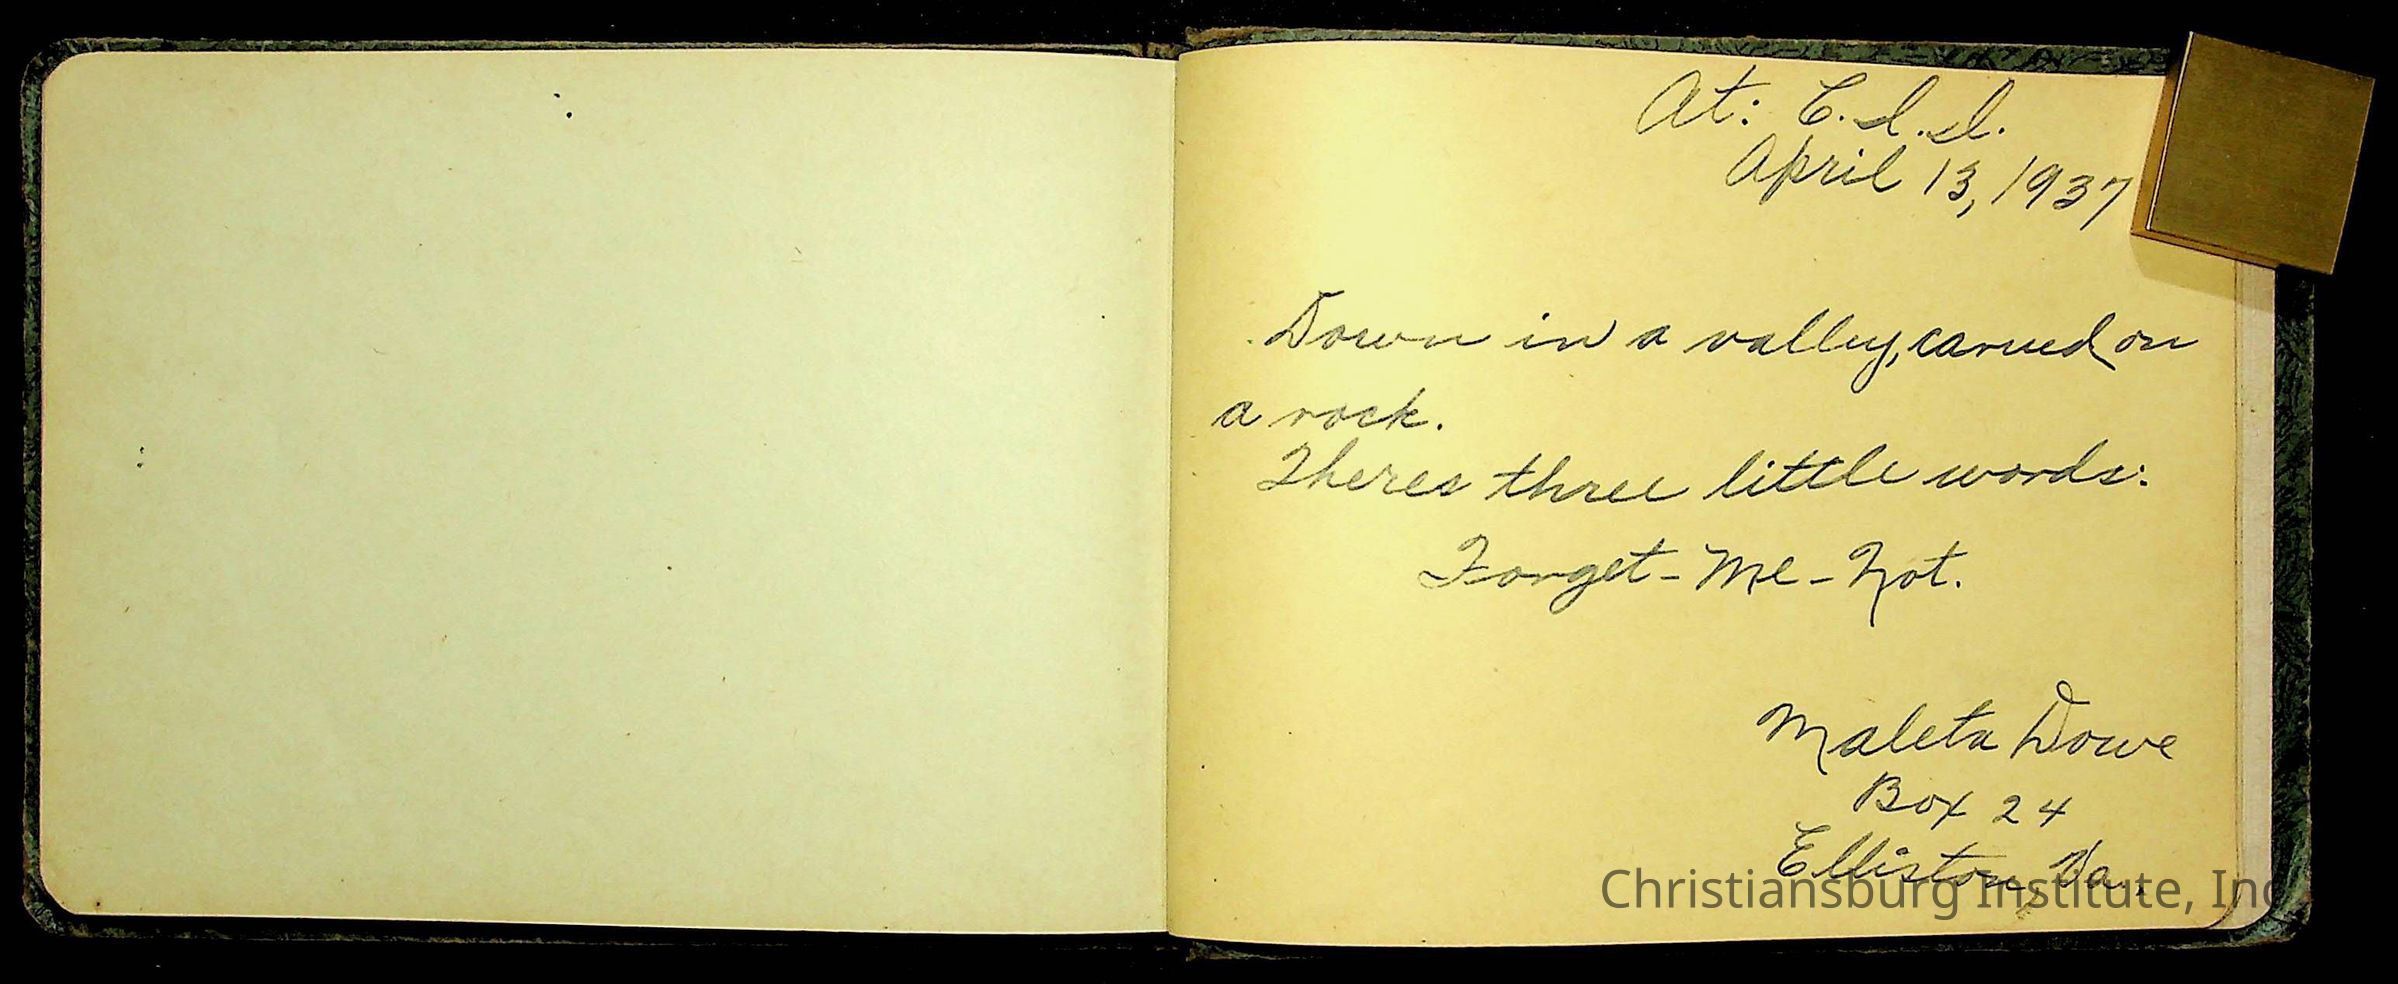 At: C.I.I.
April 13, 1937
Down in a valley, carved on
a rock.
Theres three little words:
Forget-Me-Not.
Maleta Dowe
Box 24
Elliston, Va.
Christiansburg Institute, Inc